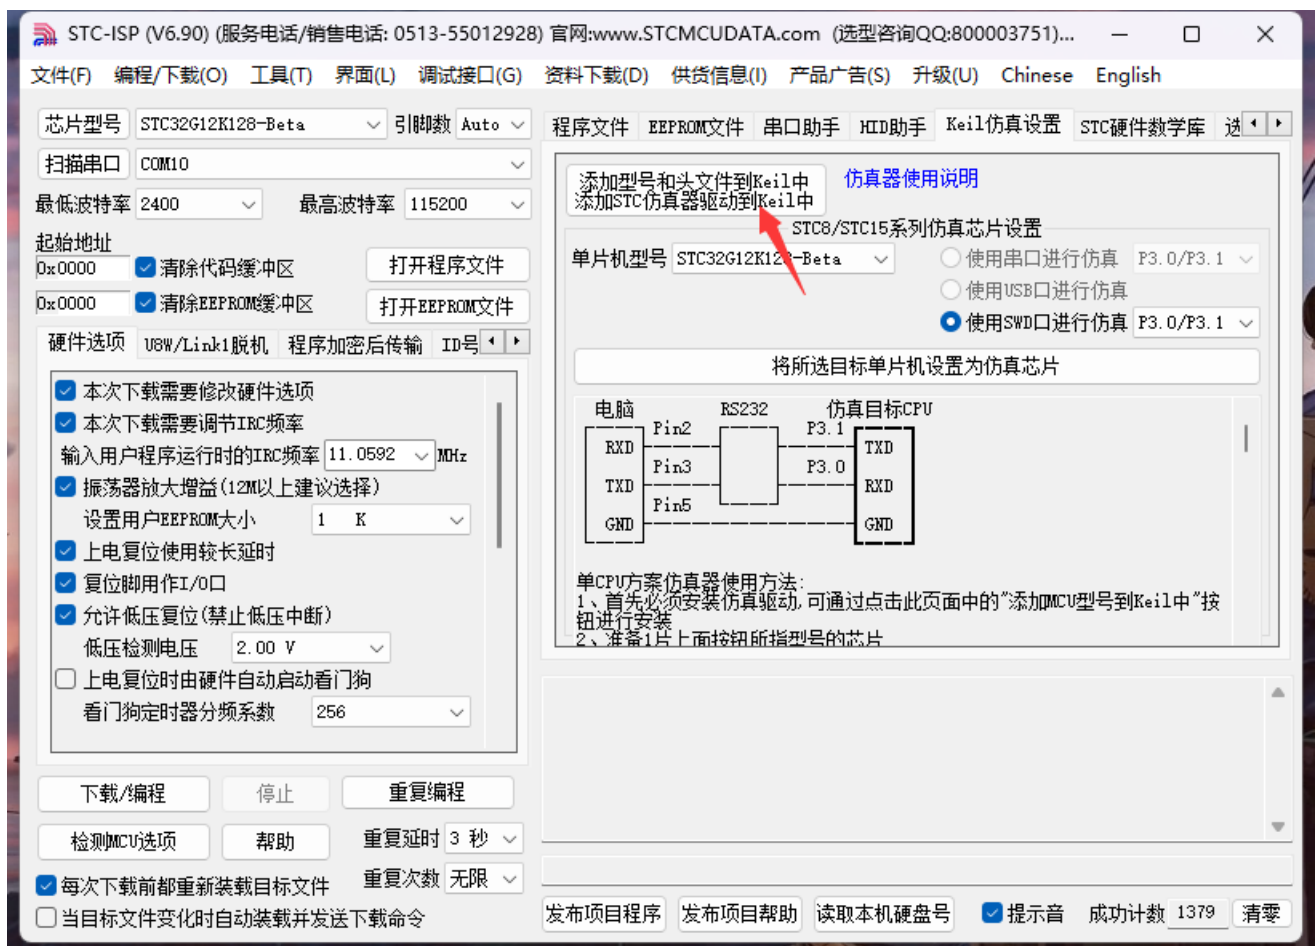 STC-ISP (V6.90) (服务电话/销售电话: 0513-55012928) 官网:www.STCMCUDATA.com (选型咨询QQ:800003751)...
文件(F) 编程/下载(O) 工具(T) 界面(L) 调试接口(G) 资料下载(D) 供货信息(I) 产品广告(S) 升级(U) Chinese English
芯片型号 STC32G12K128-Beta 引脚数 Auto
扫描串口 COM10
最低波特率 2400 最高波特率 115200
起始地址
0x0000 清除代码缓冲区 打开程序文件
0x0000 清除EEPROM缓冲区 打开EEPROM文件
硬件选项 U8W/Link1脱机 程序加密后传输 ID号
本次下载需要修改硬件选项
本次下载需要调节IRC频率
输入用户程序运行时的IRC频率 11.0592 MHz
振荡器放大增益(12M以上建议选择)
设置用户EEPROM大小 1 K
上电复位使用较长延时
复位脚用作I/O口
允许低压复位(禁止低压中断)
低压检测电压 2.00 V
上电复位时由硬件自动启动看门狗
看门狗定时器分频系数 256
下载/编程 停止 重复编程
检测MCU选项 帮助 重复延时 3 秒
每次下载前都重新装载目标文件 重复次数 无限
当目标文件变化时自动装载并发送下载命令
程序文件 EEPROM文件 串口助手 HID助手 Keil仿真设置 STC硬件数学库 选
添加型号和头文件到Keil中
添加STC仿真器驱动到Keil中
仿真器使用说明
STC8/STC15系列仿真芯片设置
单片机型号 STC32G12K128-Beta 使用串口进行仿真 P3.0/P3.1
使用USB口进行仿真
使用SWD口进行仿真 P3.0/P3.1
将所选目标单片机设置为仿真芯片
电脑 RS232 仿真目标CPU
Pin2 P3.1
RXD TXD
Pin3 P3.0
TXD RXD
Pin5
GND GND
单CPU方案仿真器使用方法:
1、首先必须安装仿真驱动,可通过点击此页面中的"添加MCU型号到Keil中"按
钮进行安装
2、准备1片上面按钮所指型号的芯片
发布项目程序 发布项目帮助 读取本机硬盘号 提示音 成功计数 1379 清零